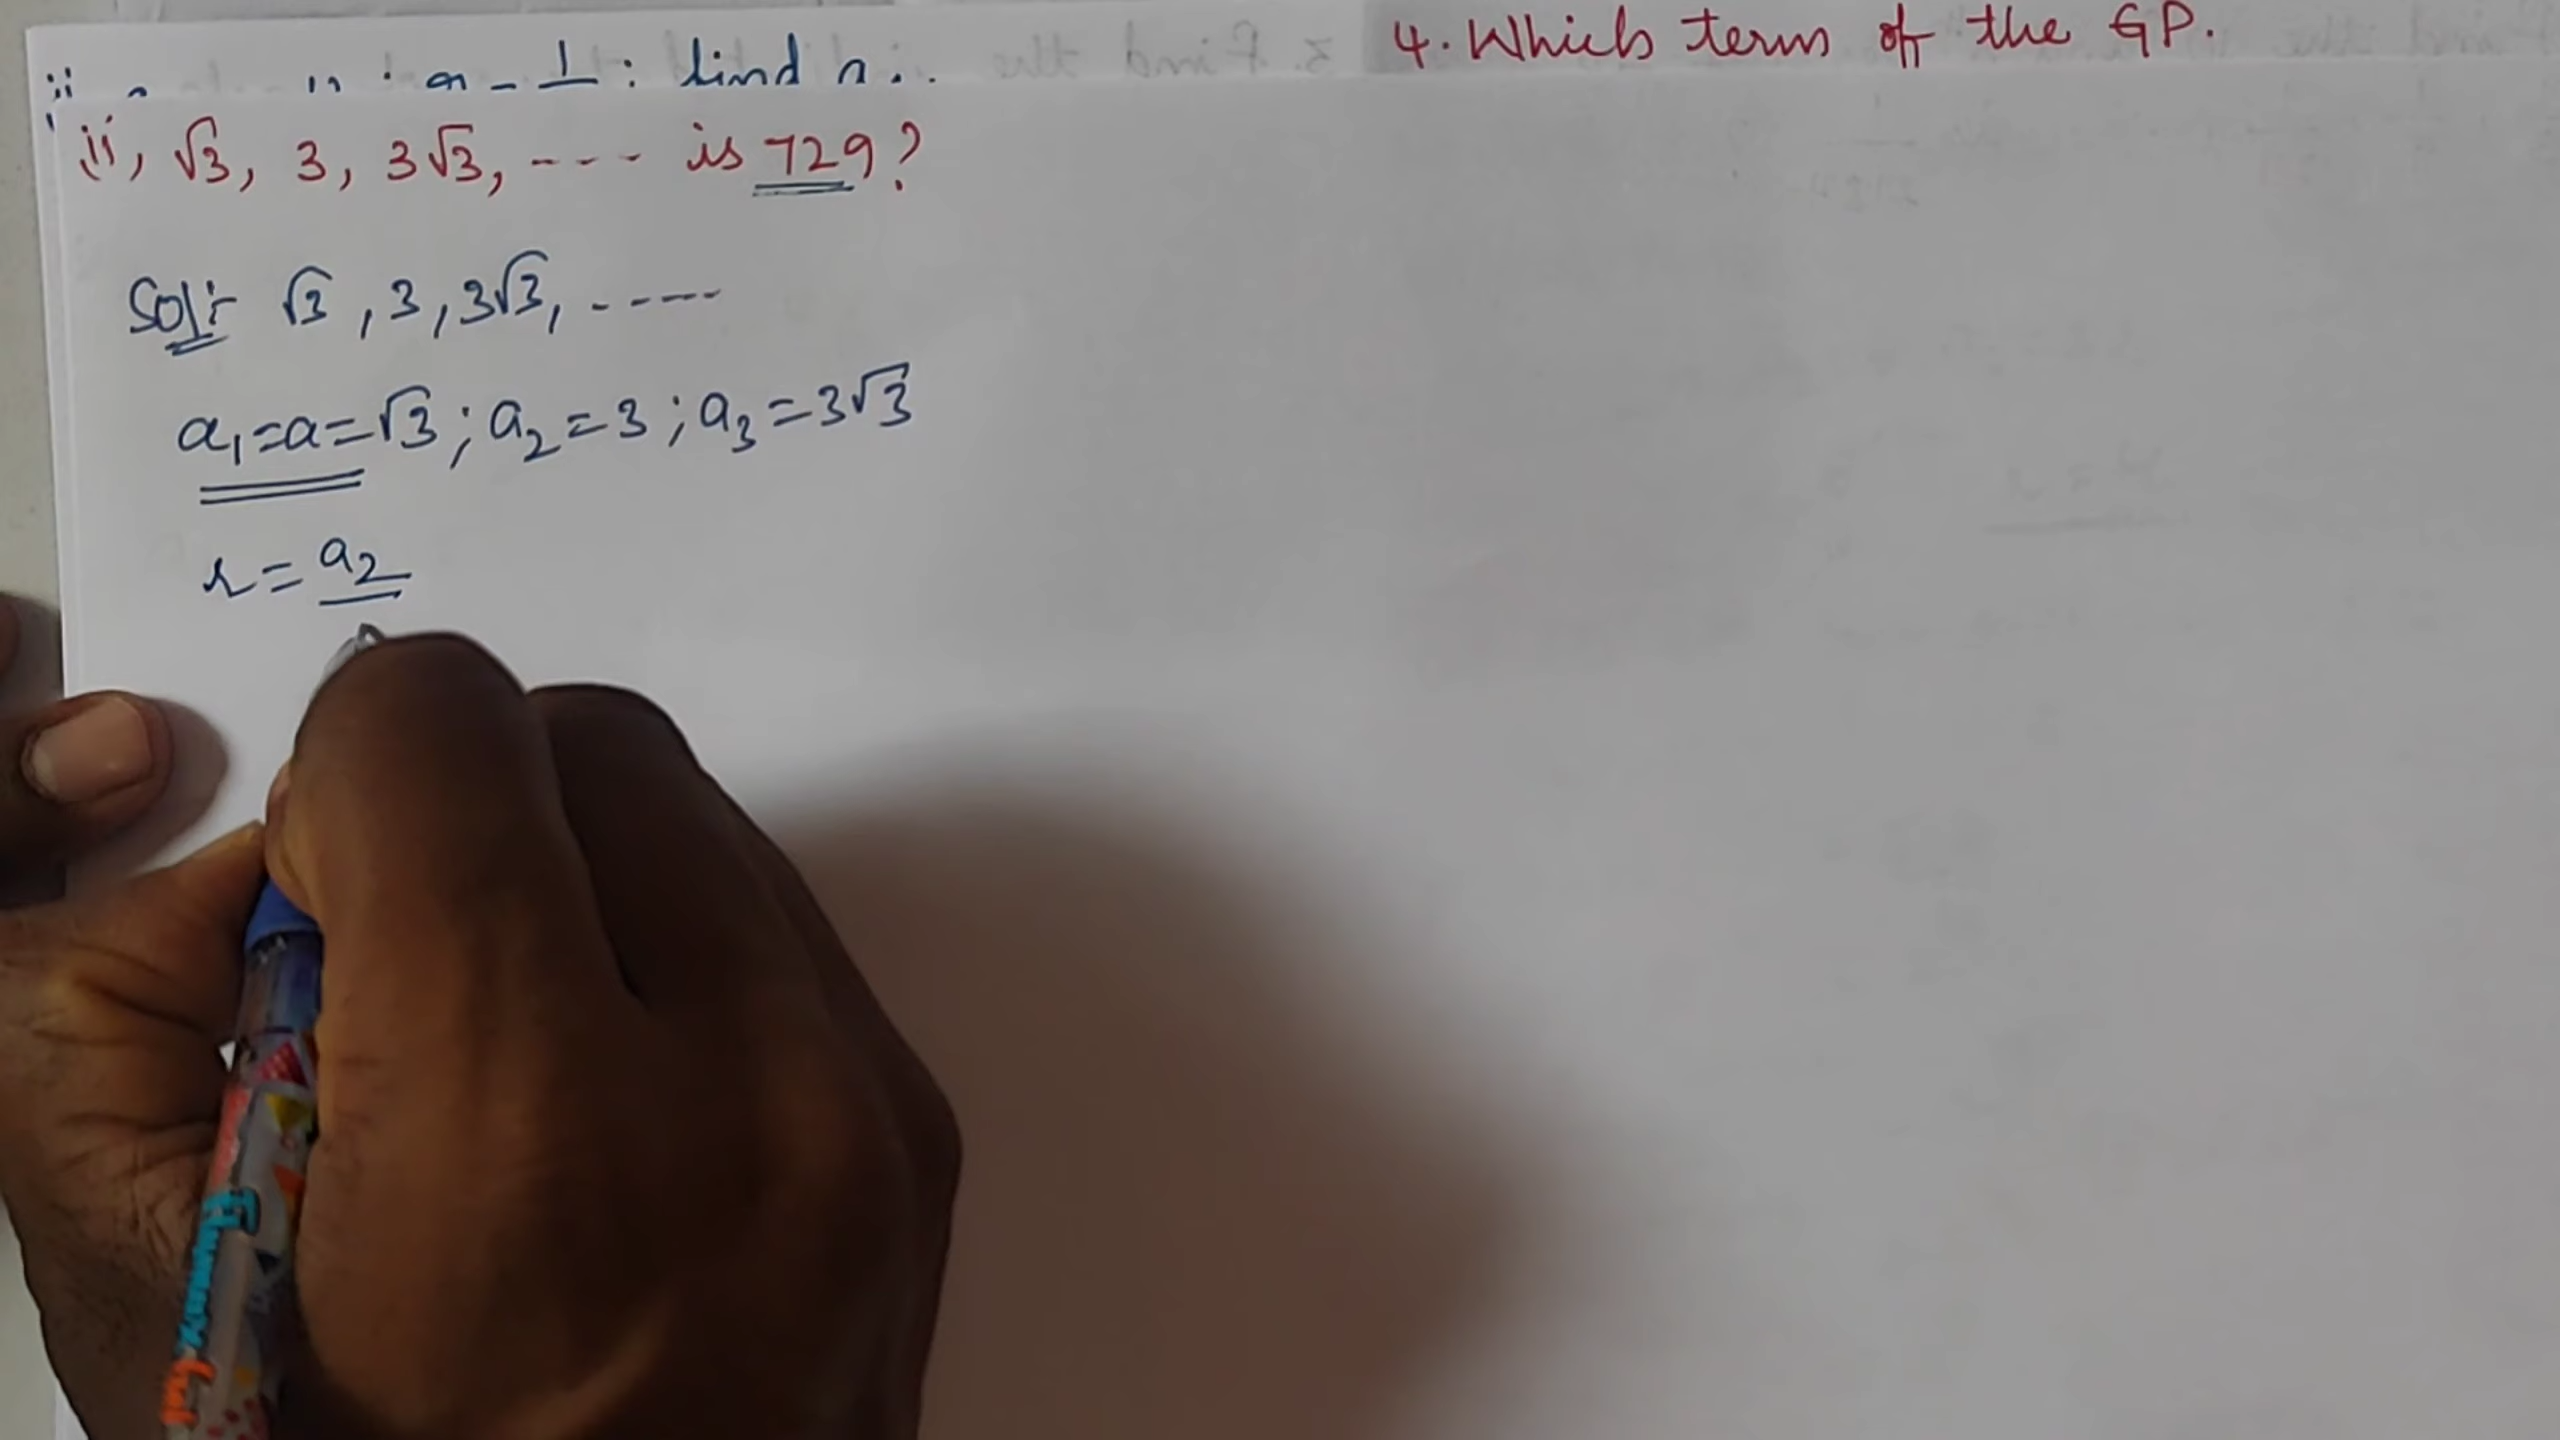 4. Which term of the GP.
find n..
ii, √3, 3, 3√3, ---- is 729?
Sol:- √3, 3, 3√3, -----
a₁=a=√3; a₂=3; a₃=3√3
r=a₂